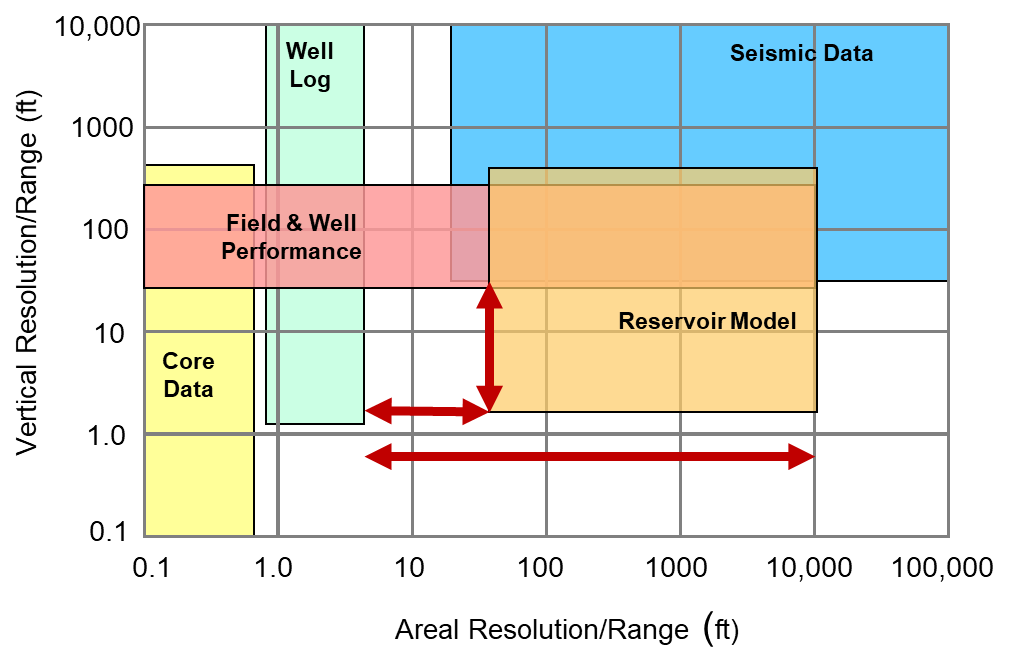 10,000
1000
100
10
1.0
0.1
Vertical Resolution/Range (ft)
Well
Log
Seismic Data
Field & Well
Performance
Reservoir Model
Core
Data
0.1
1.0
10
100
1000
10,000
100,000
Areal Resolution/Range (ft)